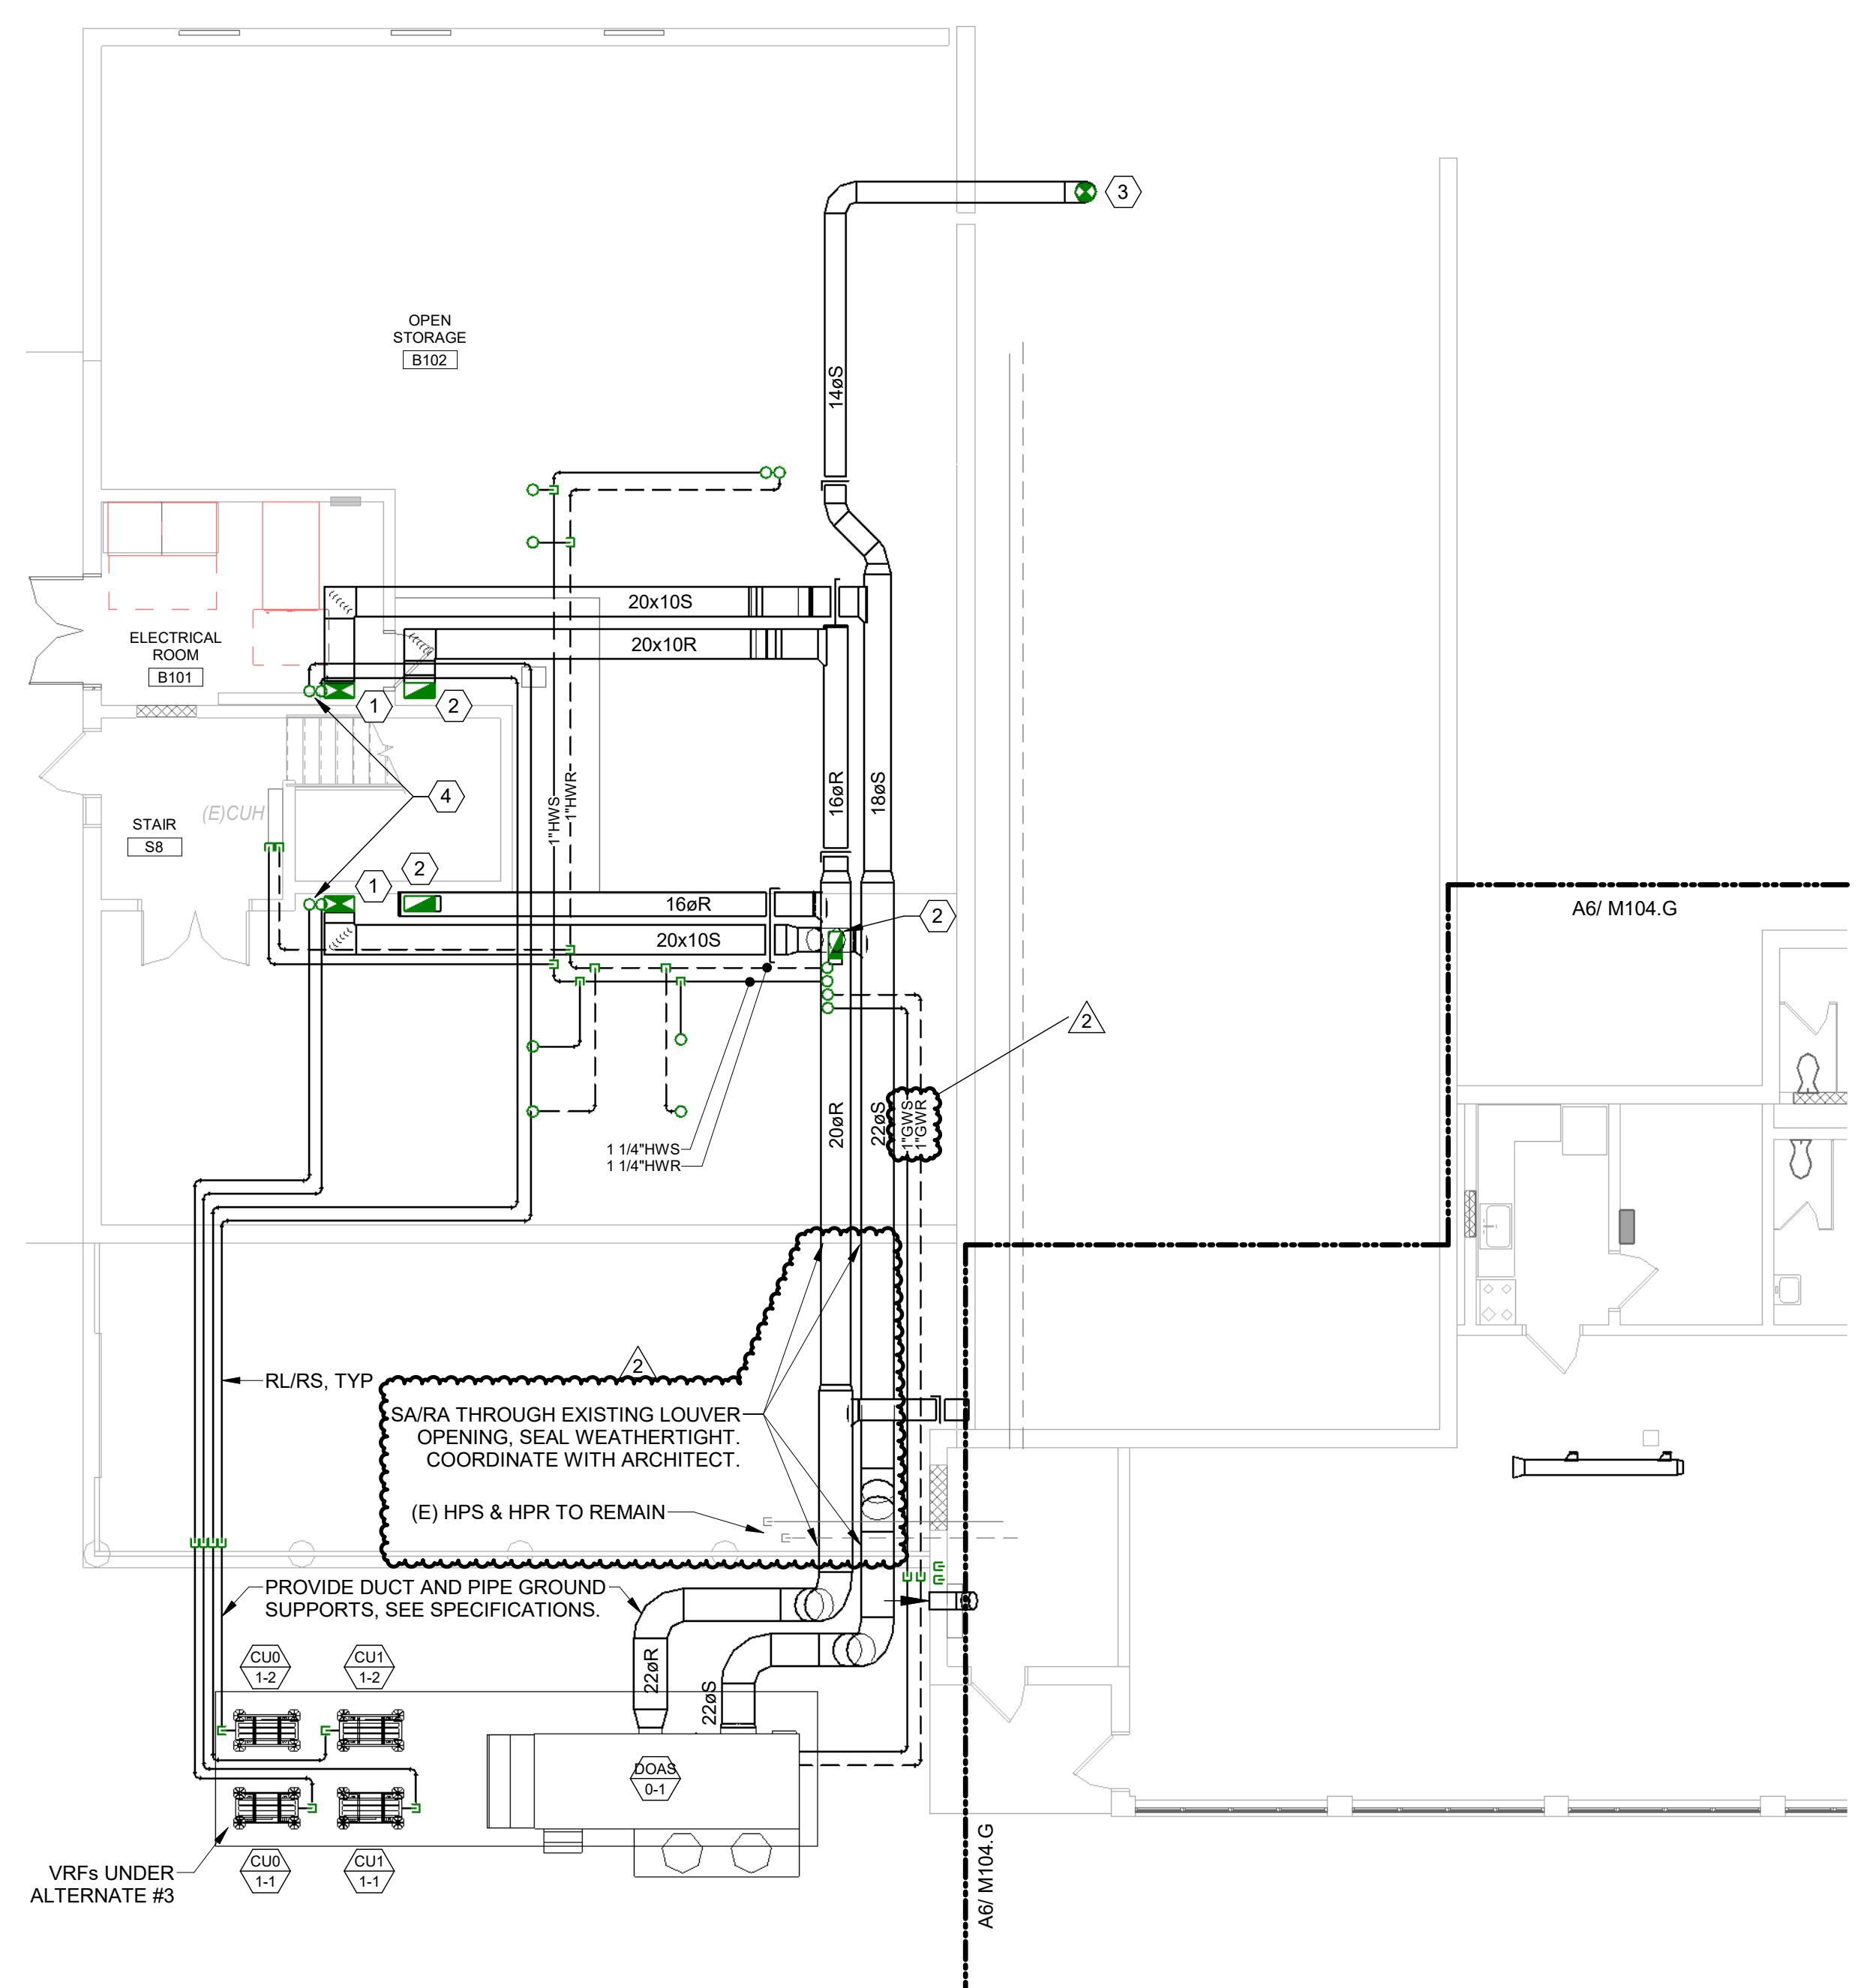 3
OPEN
STORAGE
B102
14øS
20x10S
20x10R
ELECTRICAL
ROOM
B101
1
2
4
1"HWS
1"HWR
16øR
18øS
(E)CUH
STAIR
S8
1
2
16øR
20x10S
2
A6/ M104.G
2
20øR
22øS
1"GWS
1"GWR
1 1/4"HWS
1 1/4"HWR
2
RL/RS, TYP
SA/RA THROUGH EXISTING LOUVER
OPENING, SEAL WEATHERTIGHT.
COORDINATE WITH ARCHITECT.
(E) HPS & HPR TO REMAIN
PROVIDE DUCT AND PIPE GROUND
SUPPORTS, SEE SPECIFICATIONS.
CU0
1-2
CU1
1-2
22øR
22øS
DOAS
0-1
CU0
1-1
CU1
1-1
VRFs UNDER
ALTERNATE #3
A6/ M104.G